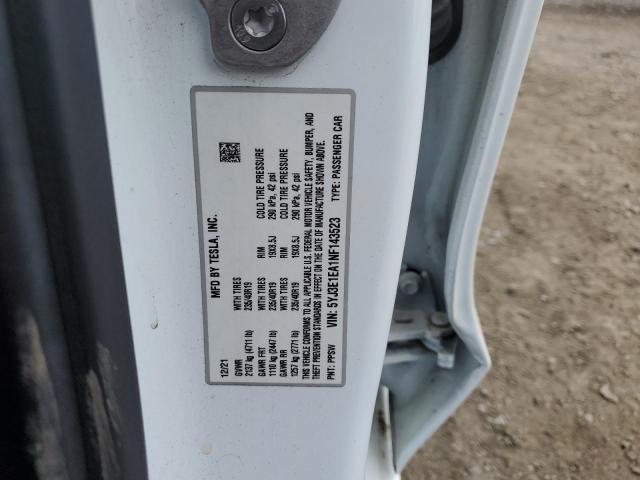 MFD BY TESLA, INC.
12/21
GVWR WITH TIRES RIM COLD TIRE PRESSURE
2137 kg (4711 lb) 235/40R19 19X8.5J 290 kPa, 42 psi
GAWR FRT WITH TIRES RIM COLD TIRE PRESSURE
1110 kg (2447 lb) 235/40R19 19X8.5J 290 kPa, 42 psi
GAWR RR WITH TIRES
1257 kg (2771 lb) 235/40R19
THIS VEHICLE CONFORMS TO ALL APPLICABLE U.S. FEDERAL MOTOR VEHICLE SAFETY, BUMPER, AND
THEFT PREVENTION STANDARDS IN EFFECT ON THE DATE OF MANUFACTURE SHOWN ABOVE.
PNT: PPSW VIN: 5YJ3E1EA1NF143523 TYPE: PASSENGER CAR